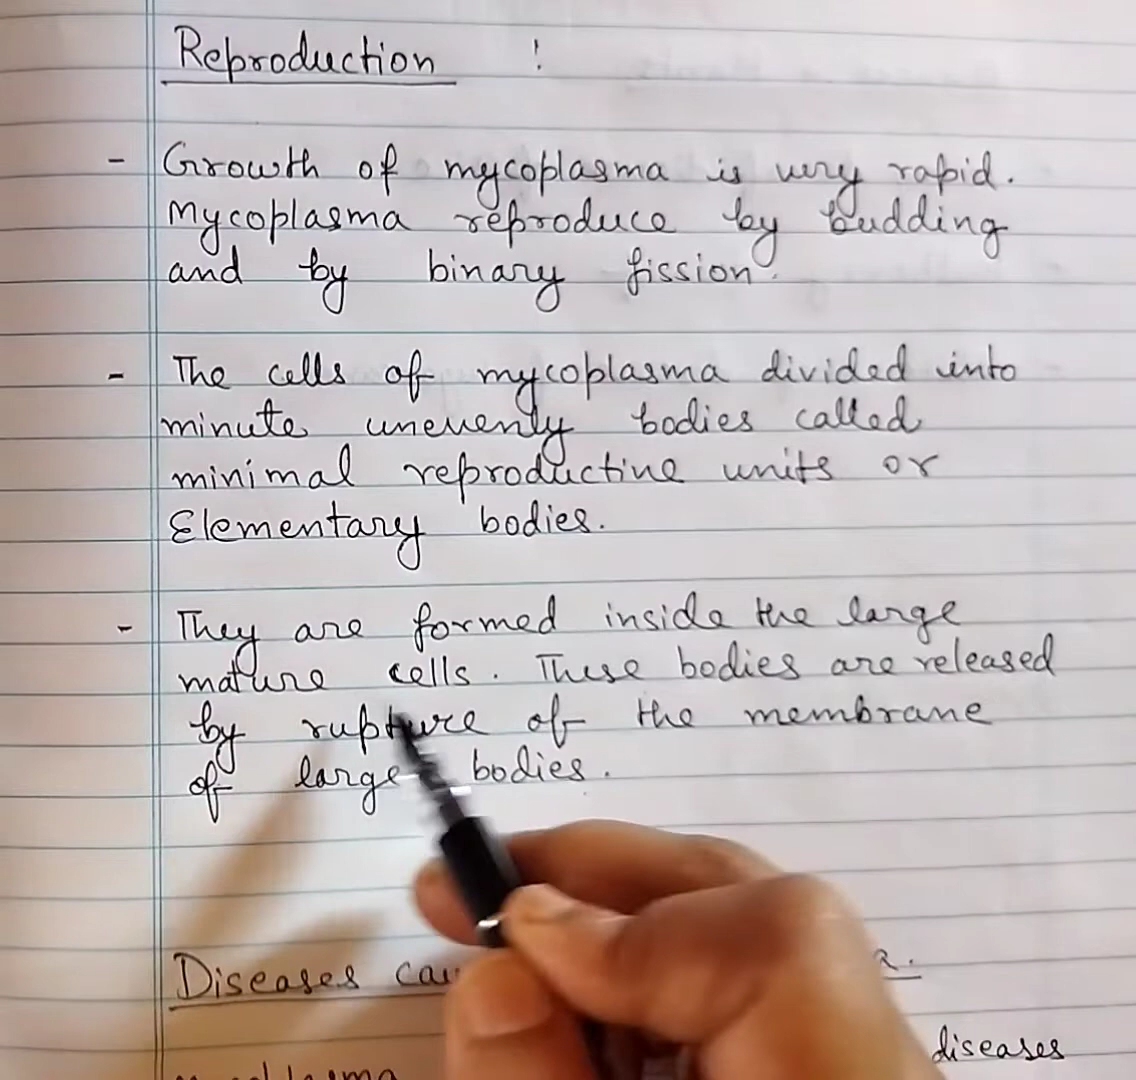 Reproduction !
- Growth of mycoplasma is very rapid.
Mycoplasma reproduce by budding
and by binary fission.
- The cells of mycoplasma divided into
minute unevenly bodies called
minimal reproductive units or
Elementary bodies.
- They are formed inside the large
mature cells. These bodies are released
by rupture of the membrane
of large bodies.
Diseases
diseases